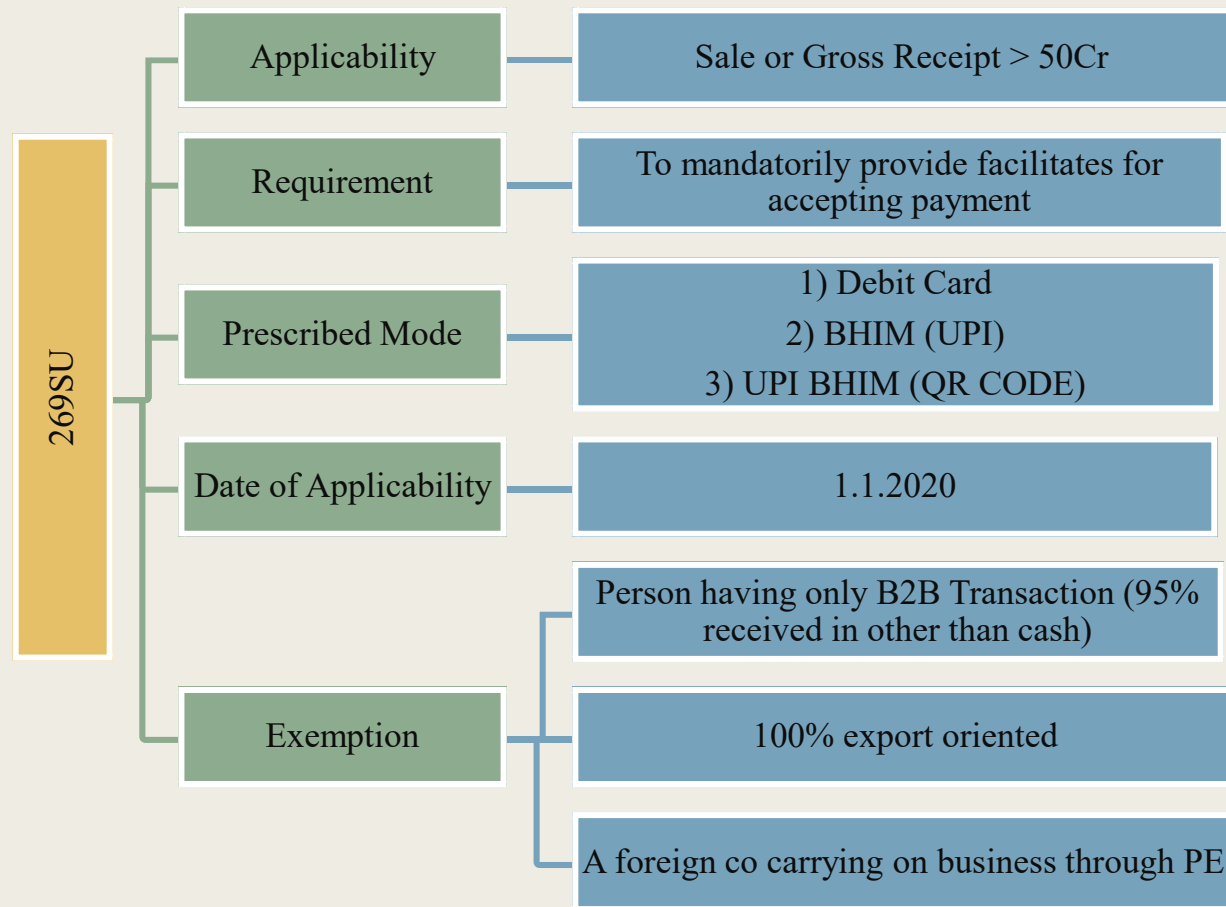 269SU
Applicability
Sale or Gross Receipt > 50Cr
Requirement
To mandatorily provide facilitates for
accepting payment
Prescribed Mode
1) Debit Card
2) BHIM (UPI)
3) UPI BHIM (QR CODE)
Date of Applicability
1.1.2020
Exemption
Person having only B2B Transaction (95%
received in other than cash)
100% export oriented
A foreign co carrying on business through PE